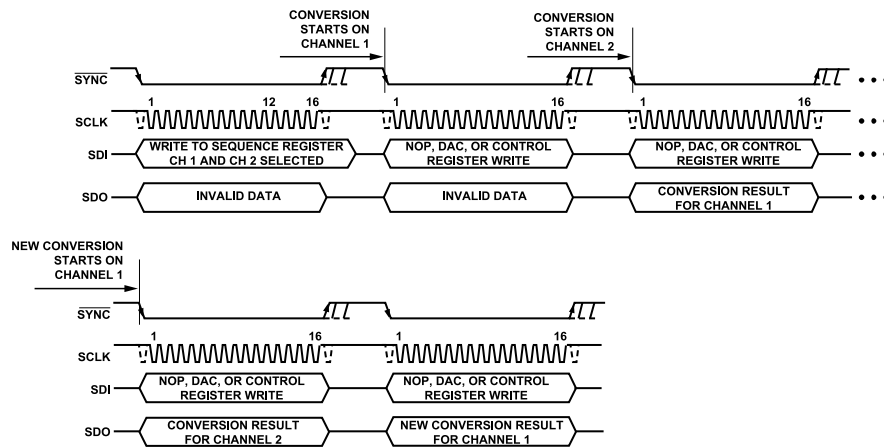 CONVERSION
STARTS ON
CHANNEL 1
CONVERSION
STARTS ON
CHANNEL 2
SYNC
1 12 16 1 16 1 16
SCLK
SDI
WRITE TO SEQUENCE REGISTER
CH 1 AND CH 2 SELECTED
NOP, DAC, OR CONTROL
REGISTER WRITE
NOP, DAC, OR CONTROL
REGISTER WRITE
SDO
INVALID DATA
INVALID DATA
CONVERSION RESULT
FOR CHANNEL 1
NEW CONVERSION
STARTS ON
CHANNEL 1
SYNC
1 16 1 16
SCLK
SDI
NOP, DAC, OR CONTROL
REGISTER WRITE
NOP, DAC, OR CONTROL
REGISTER WRITE
SDO
CONVERSION RESULT
FOR CHANNEL 2
NEW CONVERSION RESULT
FOR CHANNEL 1